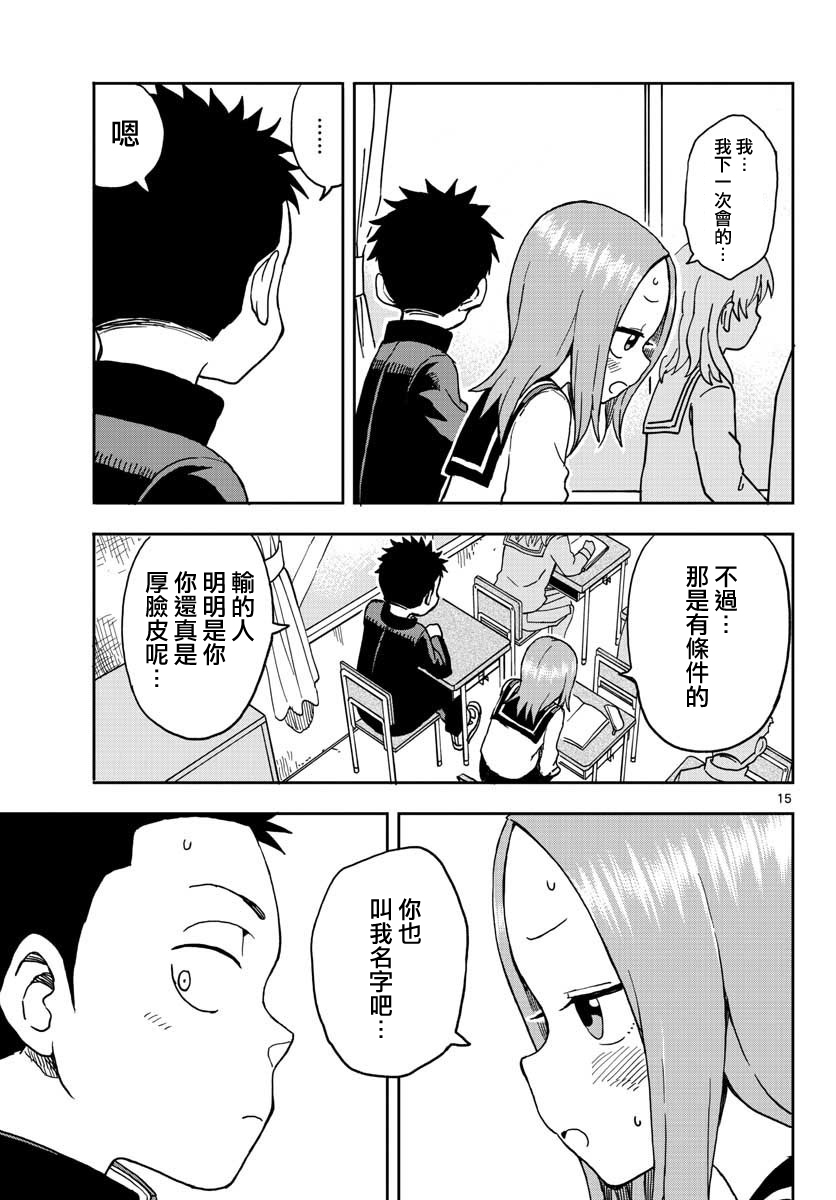 我…
我下一次會的…
……
嗯
不過…
那是有條件的
輸的人
明明是你
你還真是
厚臉皮呢…
15
你也
叫我名字吧…